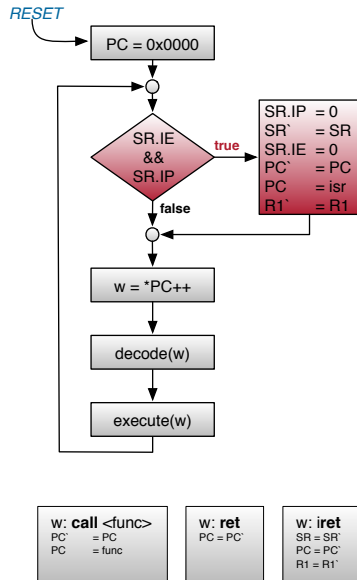 RESET
PC = 0x0000
SR.IE
&&
SR.IP
true
false
SR.IP = 0
SR` = SR
SR.IE = 0
PC` = PC
PC = isr
R1` = R1
w = *PC++
decode(w)
execute(w)
w: call <func>
PC` = PC
PC = func
w: ret
PC = PC`
w: iret
SR = SR`
PC = PC`
R1 = R1`